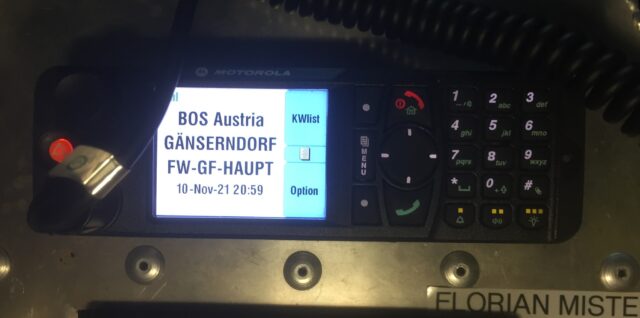 MOTOROLA
BOS Austria
GÄNSERNDORF
FW-GF-HAUPT
10-Nov-21 20:59
KWlist
Option
MENU
1
2 abc
3 def
4 ghi
5 jkl
6 mno
7 pqrs
8 tuv
9 wxyz
*
0
#
FLORIAN MISTE